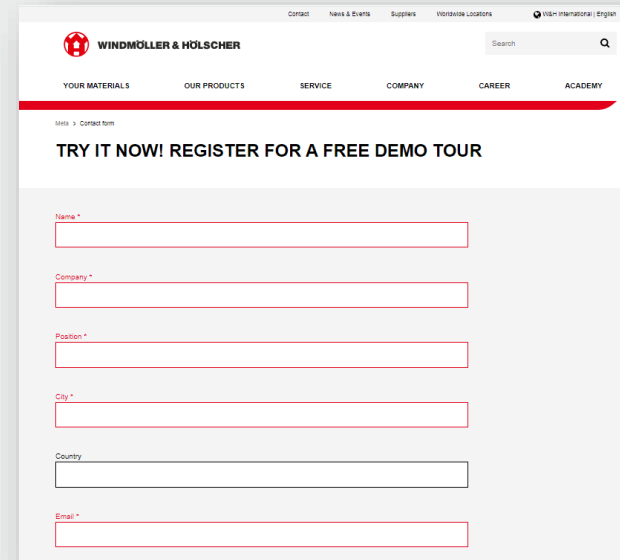 Contact News & Events Suppliers Worldwide Locations W&H International | English
WINDMÖLLER & HÖLSCHER
Search
YOUR MATERIALS OUR PRODUCTS SERVICE COMPANY CAREER ACADEMY
Meta > Contact form
TRY IT NOW! REGISTER FOR A FREE DEMO TOUR
Name *
Company *
Position *
City *
Country
Email *